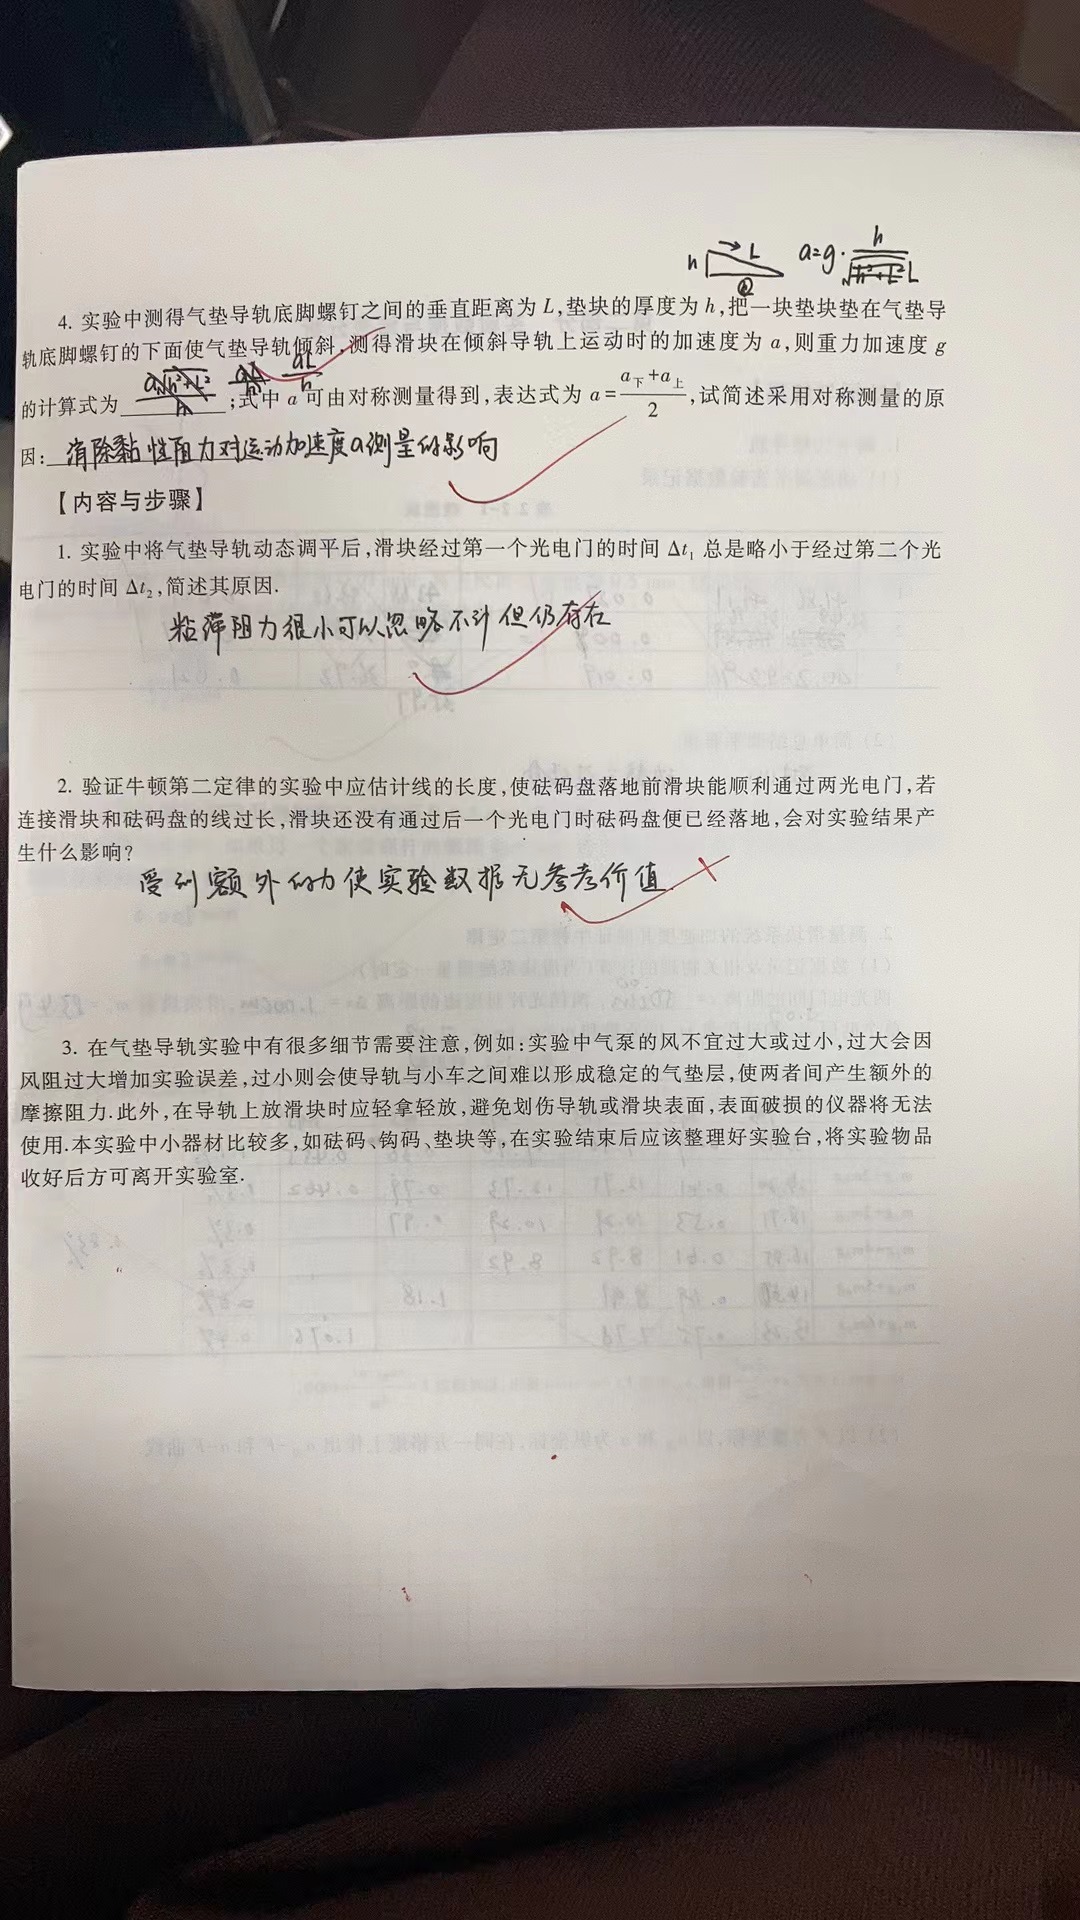 h L a=g·h/√(h²+L²) L
4. 实验中测得气垫导轨底脚螺钉之间的垂直距离为 L,垫块的厚度为 h,把一块垫块垫在气垫导
轨底脚螺钉的下面使气垫导轨倾斜,测得滑块在倾斜导轨上运动时的加速度为 a,则重力加速度 g
的计算式为 a√(h²+L²)/h aL/h aL/h ;式中 a 可由对称测量得到,表达式为 a=(a下+a上)/2,试简述采用对称测量的原
因: 消除黏性阻力对运动加速度a测量的影响
【内容与步骤】
1. 实验中将气垫导轨动态调平后,滑块经过第一个光电门的时间 Δt₁ 总是略小于经过第二个光
电门的时间 Δt₂,简述其原因.
粘滞阻力很小可以忽略不计但仍存在
2. 验证牛顿第二定律的实验中应估计线的长度,使砝码盘落地前滑块能顺利通过两光电门,若
连接滑块和砝码盘的线过长,滑块还没有通过后一个光电门时砝码盘便已经落地,会对实验结果产
生什么影响?
受到额外的力使实验数据无参考价值.
3. 在气垫导轨实验中有很多细节需要注意,例如:实验中气泵的风不宜过大或过小,过大会因
风阻过大增加实验误差,过小则会使导轨与小车之间难以形成稳定的气垫层,使两者间产生额外的
摩擦阻力.此外,在导轨上放滑块时应轻拿轻放,避免划伤导轨或滑块表面,表面破损的仪器将无法
使用.本实验中小器材比较多,如砝码、钩码、垫块等,在实验结束后应该整理好实验台,将实验物品
收好后方可离开实验室.